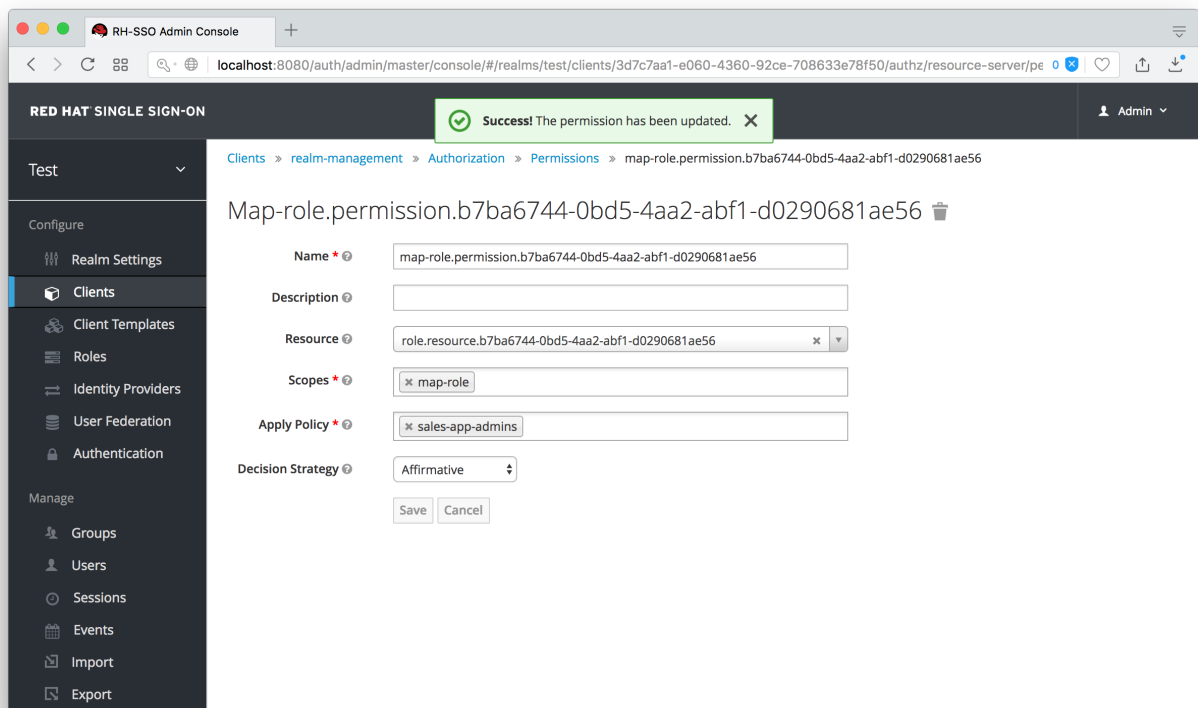 RH-SSO Admin Console
localhost:8080/auth/admin/master/console/#/realms/test/clients/3d7c7aa1-e060-4360-92ce-708633e78f50/authz/resource-server/pe 0
RED HAT SINGLE SIGN-ON
Success! The permission has been updated.
Admin
Test
Clients » realm-management » Authorization » Permissions » map-role.permission.b7ba6744-0bd5-4aa2-abf1-d0290681ae56
Map-role.permission.b7ba6744-0bd5-4aa2-abf1-d0290681ae56
Configure
Realm Settings
Clients
Client Templates
Roles
Identity Providers
User Federation
Authentication
Manage
Groups
Users
Sessions
Events
Import
Export
Name * map-role.permission.b7ba6744-0bd5-4aa2-abf1-d0290681ae56
Description
Resource role.resource.b7ba6744-0bd5-4aa2-abf1-d0290681ae56
Scopes * map-role
Apply Policy * sales-app-admins
Decision Strategy Affirmative
Save Cancel